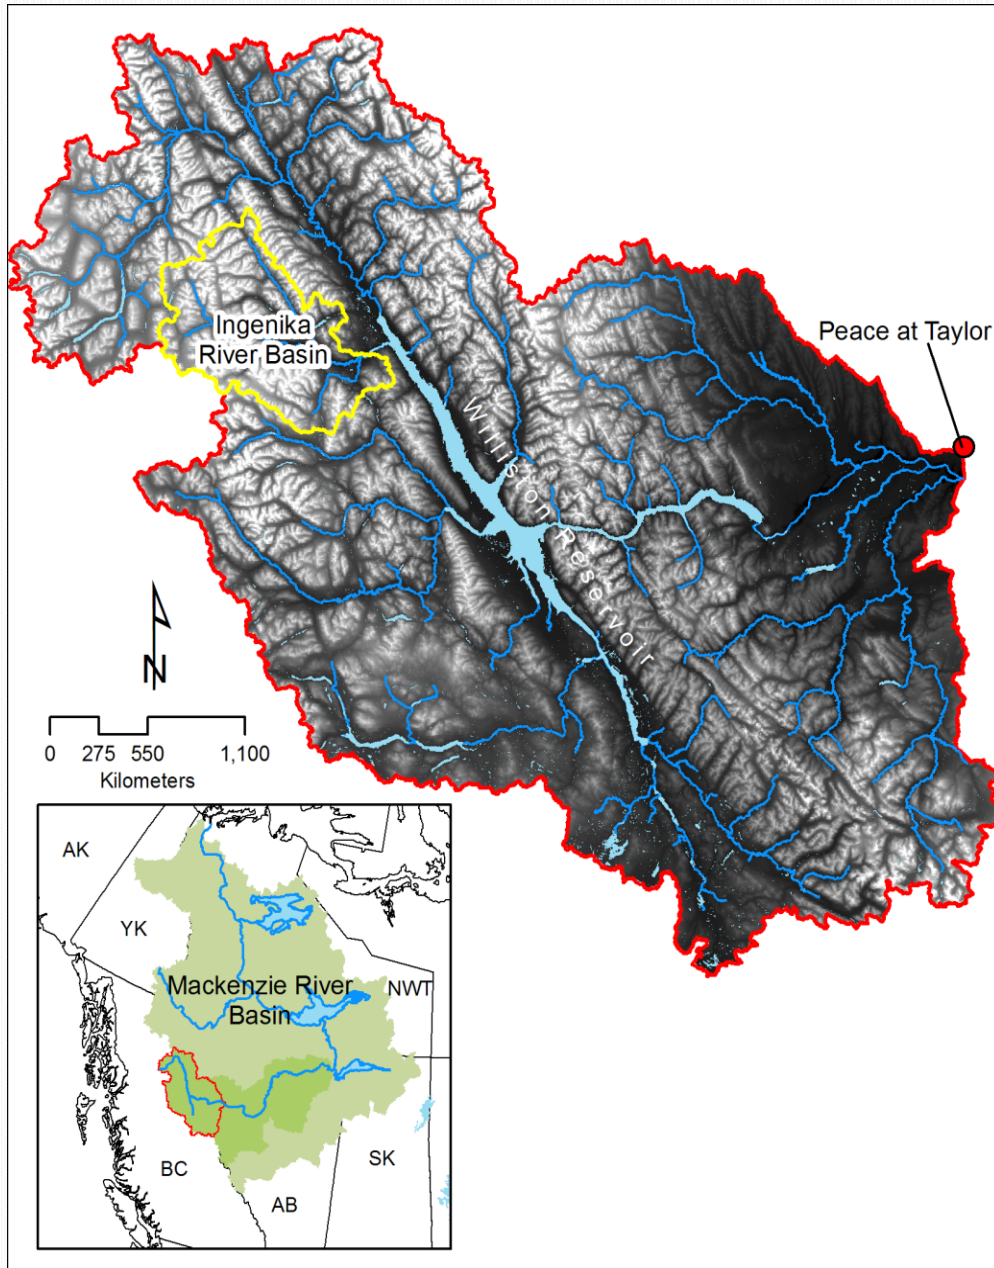 Ingenika
River Basin
Peace at Taylor
Williston Reservoir
N
0 275 550 1,100
Kilometers
AK
YK
Mackenzie River
Basin
NWT
BC
AB
SK